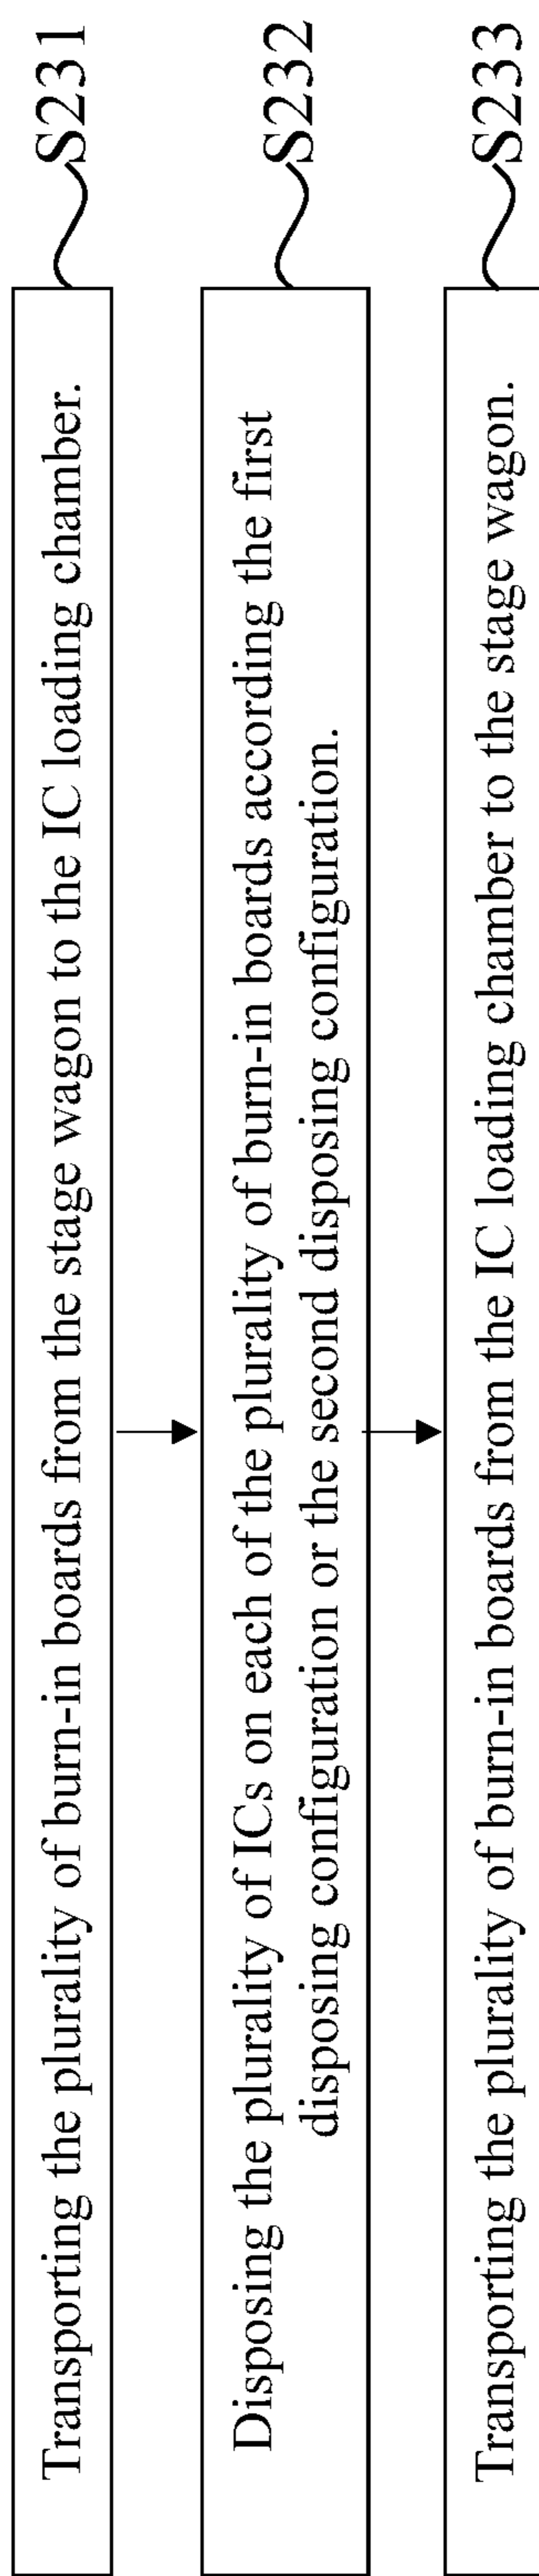 Transporting the plurality of burn-in boards from the stage wagon to the IC loading chamber.
S231
Disposing the plurality of ICs on each of the plurality of burn-in boards according the first
disposing configuration or the second disposing configuration.
S232
Transporting the plurality of burn-in boards from the IC loading chamber to the stage wagon.
S233